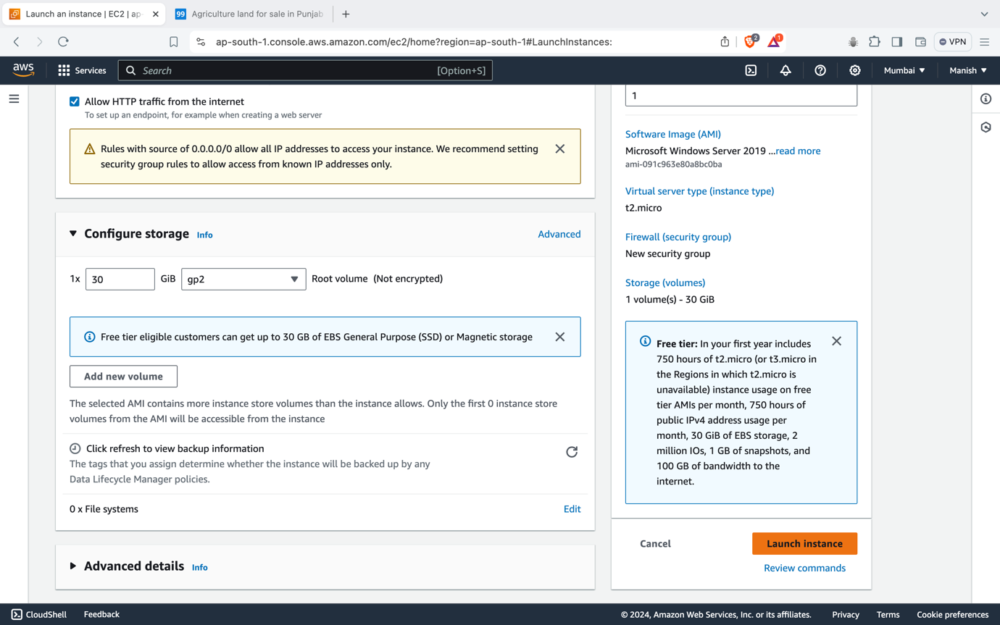 Launch an instance | EC2 | ap-
99 Agriculture land for sale in Punjab
ap-south-1.console.aws.amazon.com/ec2/home?region=ap-south-1#LaunchInstances:
2
1
VPN
aws
Services
Search
[Option+S]
Mumbai
Manish
Allow HTTP traffic from the internet
To set up an endpoint, for example when creating a web server
Rules with source of 0.0.0.0/0 allow all IP addresses to access your instance. We recommend setting
security group rules to allow access from known IP addresses only.
Configure storage Info
Advanced
1x 30 GiB gp2 Root volume (Not encrypted)
Free tier eligible customers can get up to 30 GB of EBS General Purpose (SSD) or Magnetic storage
Add new volume
The selected AMI contains more instance store volumes than the instance allows. Only the first 0 instance store
volumes from the AMI will be accessible from the instance
Click refresh to view backup information
The tags that you assign determine whether the instance will be backed up by any
Data Lifecycle Manager policies.
0 x File systems
Edit
Advanced details Info
1
Software Image (AMI)
Microsoft Windows Server 2019 ...read more
ami-091c963e80a8bc0ba
Virtual server type (instance type)
t2.micro
Firewall (security group)
New security group
Storage (volumes)
1 volume(s) - 30 GiB
Free tier: In your first year includes
750 hours of t2.micro (or t3.micro in
the Regions in which t2.micro is
unavailable) instance usage on free
tier AMIs per month, 750 hours of
public IPv4 address usage per
month, 30 GiB of EBS storage, 2
million IOs, 1 GB of snapshots, and
100 GB of bandwidth to the
internet.
Cancel
Launch instance
Review commands
CloudShell
Feedback
© 2024, Amazon Web Services, Inc. or its affiliates.
Privacy
Terms
Cookie preferences